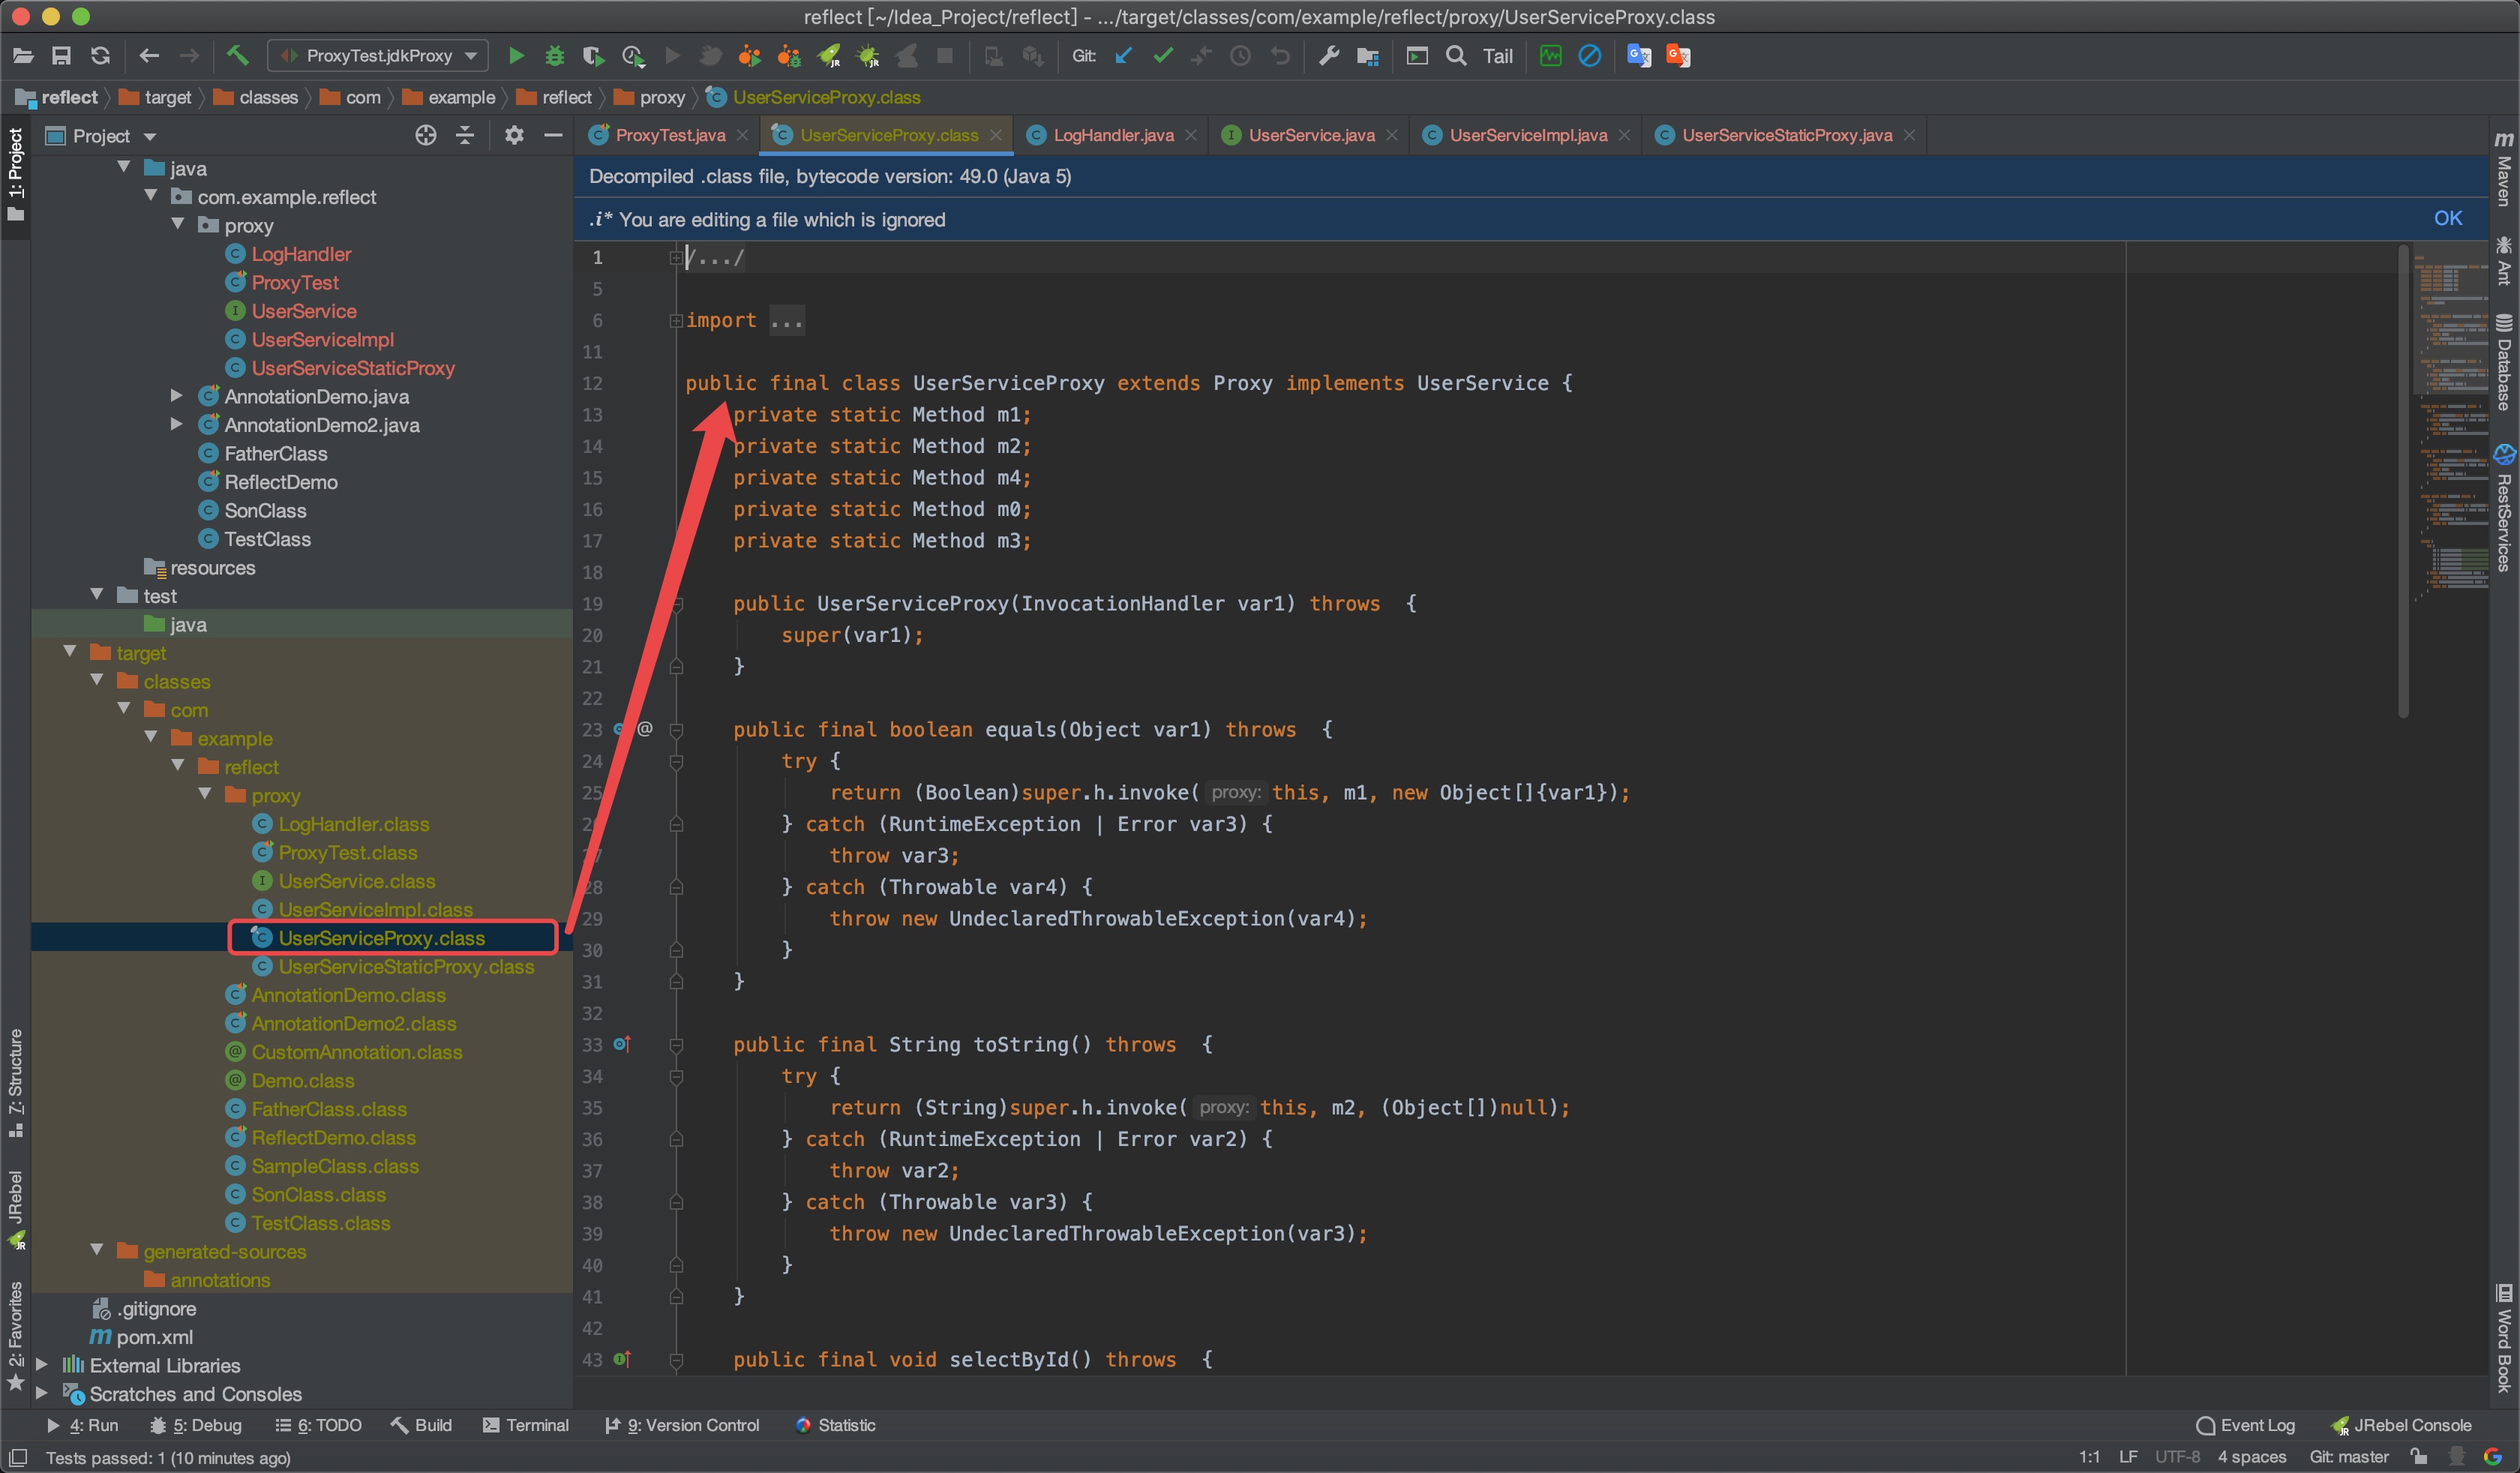 reflect [~/Idea_Project/reflect] - .../target/classes/com/example/reflect/proxy/UserServiceProxy.class
ProxyTest.jdkProxy
Git:
Tail
reflect
target
classes
com
example
reflect
proxy
UserServiceProxy.class
1: Project
Project
ProxyTest.java
UserServiceProxy.class
LogHandler.java
UserService.java
UserServiceImpl.java
UserServiceStaticProxy.java
Decompiled .class file, bytecode version: 49.0 (Java 5)
.i* You are editing a file which is ignored
OK
java
com.example.reflect
proxy
LogHandler
ProxyTest
UserService
UserServiceImpl
UserServiceStaticProxy
AnnotationDemo.java
AnnotationDemo2.java
FatherClass
ReflectDemo
SonClass
TestClass
resources
test
java
target
classes
com
example
reflect
proxy
LogHandler.class
ProxyTest.class
UserService.class
UserServiceImpl.class
UserServiceProxy.class
UserServiceStaticProxy.class
AnnotationDemo.class
AnnotationDemo2.class
CustomAnnotation.class
Demo.class
FatherClass.class
ReflectDemo.class
SampleClass.class
SonClass.class
TestClass.class
generated-sources
annotations
.gitignore
pom.xml
External Libraries
Scratches and Consoles
1 /.../
5
6 import ...
11
12 public final class UserServiceProxy extends Proxy implements UserService {
13 private static Method m1;
14 private static Method m2;
15 private static Method m4;
16 private static Method m0;
17 private static Method m3;
18
19 public UserServiceProxy(InvocationHandler var1) throws  {
20 super(var1);
21 }
22
23 @ public final boolean equals(Object var1) throws  {
24 try {
25 return (Boolean)super.h.invoke( proxy: this, m1, new Object[]{var1});
26 } catch (RuntimeException | Error var3) {
27 throw var3;
28 } catch (Throwable var4) {
29 throw new UndeclaredThrowableException(var4);
30 }
31 }
32
33 public final String toString() throws  {
34 try {
35 return (String)super.h.invoke( proxy: this, m2, (Object[])null);
36 } catch (RuntimeException | Error var2) {
37 throw var2;
38 } catch (Throwable var3) {
39 throw new UndeclaredThrowableException(var3);
40 }
41 }
42
43 public final void selectById() throws  {
Maven
Ant
Database
RestServices
Word Book
7: Structure
JRebel
2: Favorites
4: Run
5: Debug
6: TODO
Build
Terminal
9: Version Control
Statistic
Event Log
JRebel Console
Tests passed: 1 (10 minutes ago)
1:1
LF
UTF-8
4 spaces
Git: master